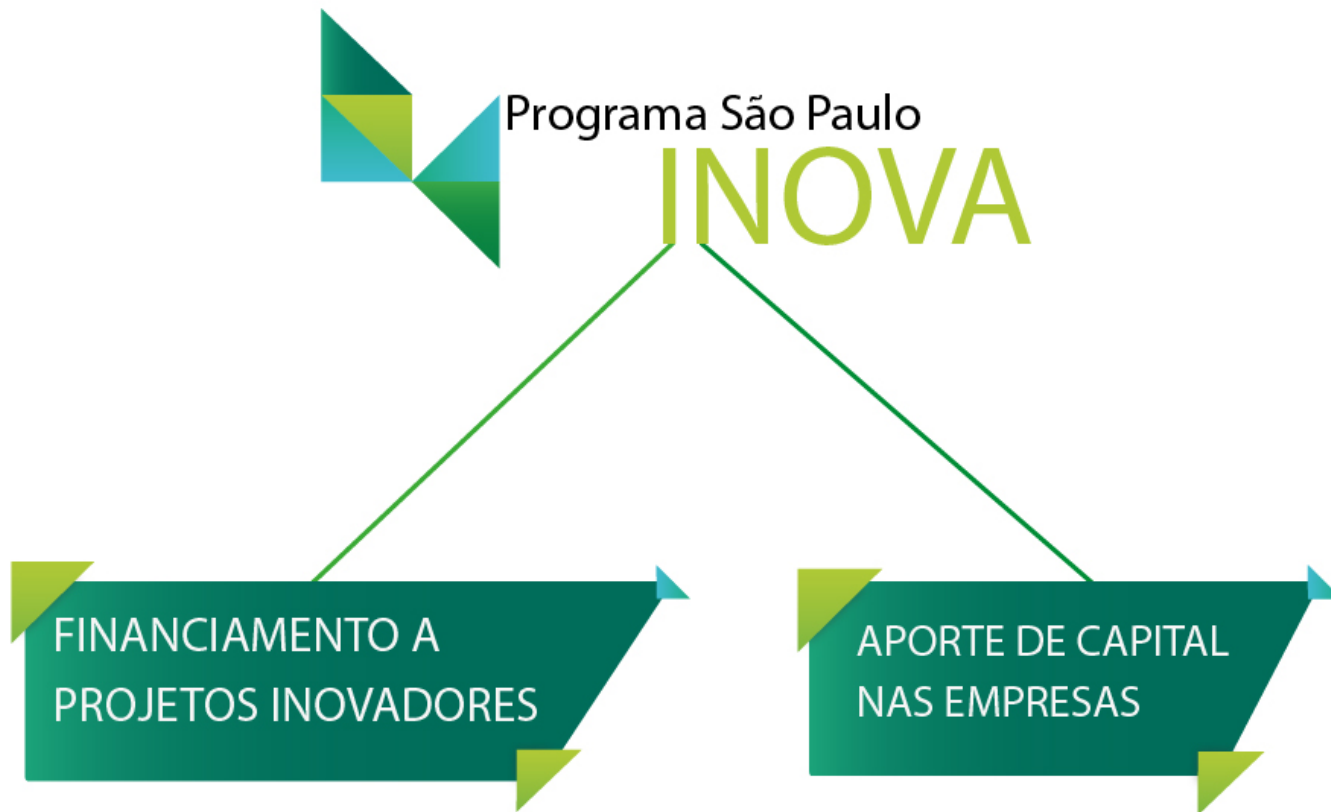 Programa São Paulo
INOVA
FINANCIAMENTO A
PROJETOS INOVADORES
APORTE DE CAPITAL
NAS EMPRESAS